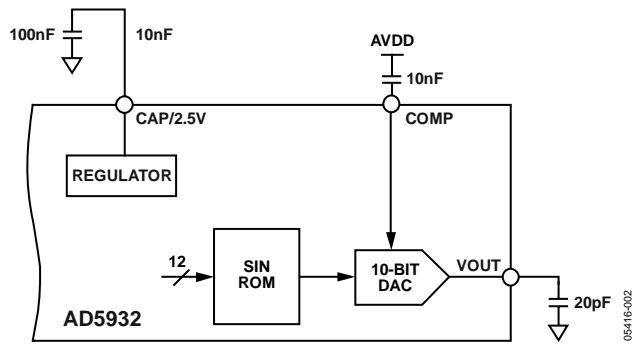 100nF
10nF
AVDD
10nF
CAP/2.5V
COMP
REGULATOR
12
SIN
ROM
10-BIT
DAC
VOUT
20pF
AD5932
05416-002